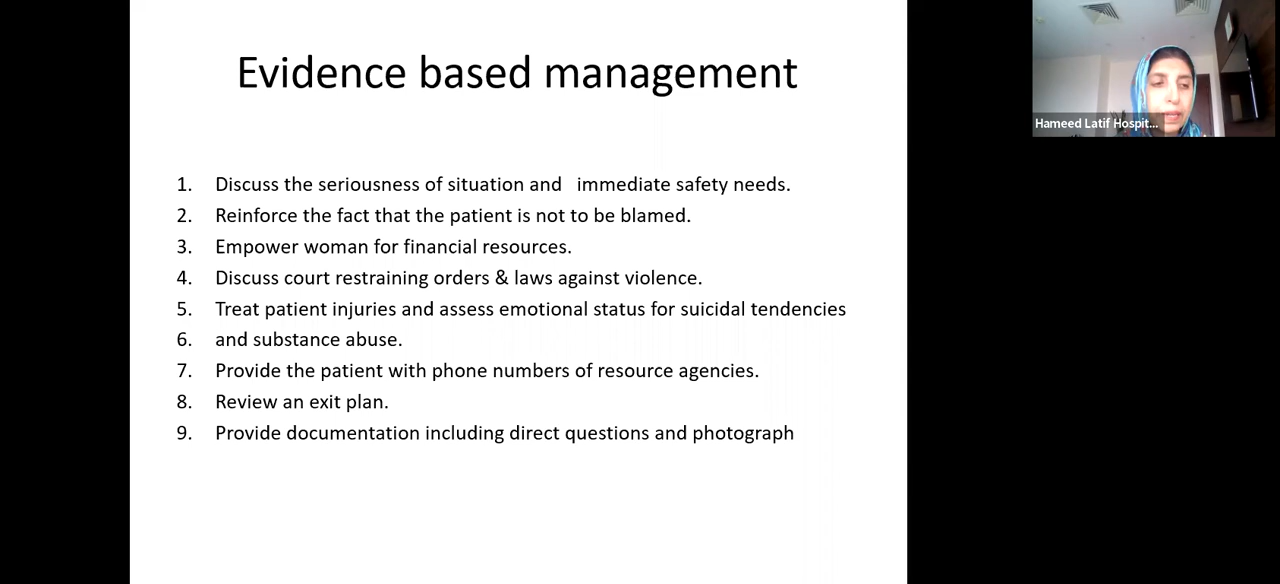 Evidence based management
1. Discuss the seriousness of situation and immediate safety needs.
2. Reinforce the fact that the patient is not to be blamed.
3. Empower woman for financial resources.
4. Discuss court restraining orders & laws against violence.
5. Treat patient injuries and assess emotional status for suicidal tendencies
6. and substance abuse.
7. Provide the patient with phone numbers of resource agencies.
8. Review an exit plan.
9. Provide documentation including direct questions and photograph
Hameed Latif Hospit...